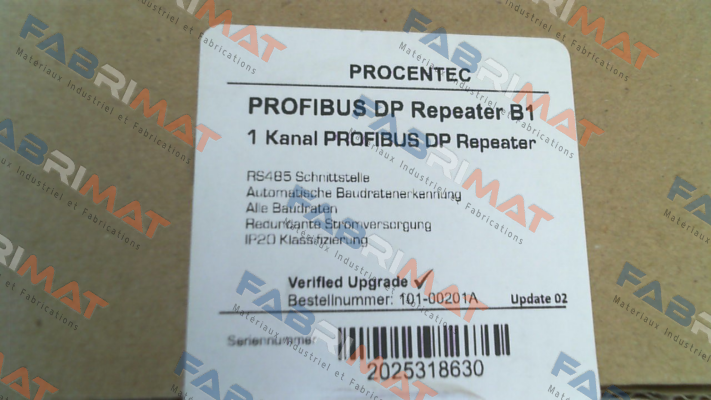 PROCENTEC
PROFIBUS DP Repeater B1
1 Kanal PROFIBUS DP Repeater
RS485 Schnittstelle
Automatische Baudratenerkennung
Alle Baudraten
Redundante Stromversorgung
IP20 Klassifizierung
Verified Upgrade ✓
Bestellnummer: 101-00201A Update 02
Seriennummer
2025318630
FABRIMAT
Materiaux Industriel et Fabrications